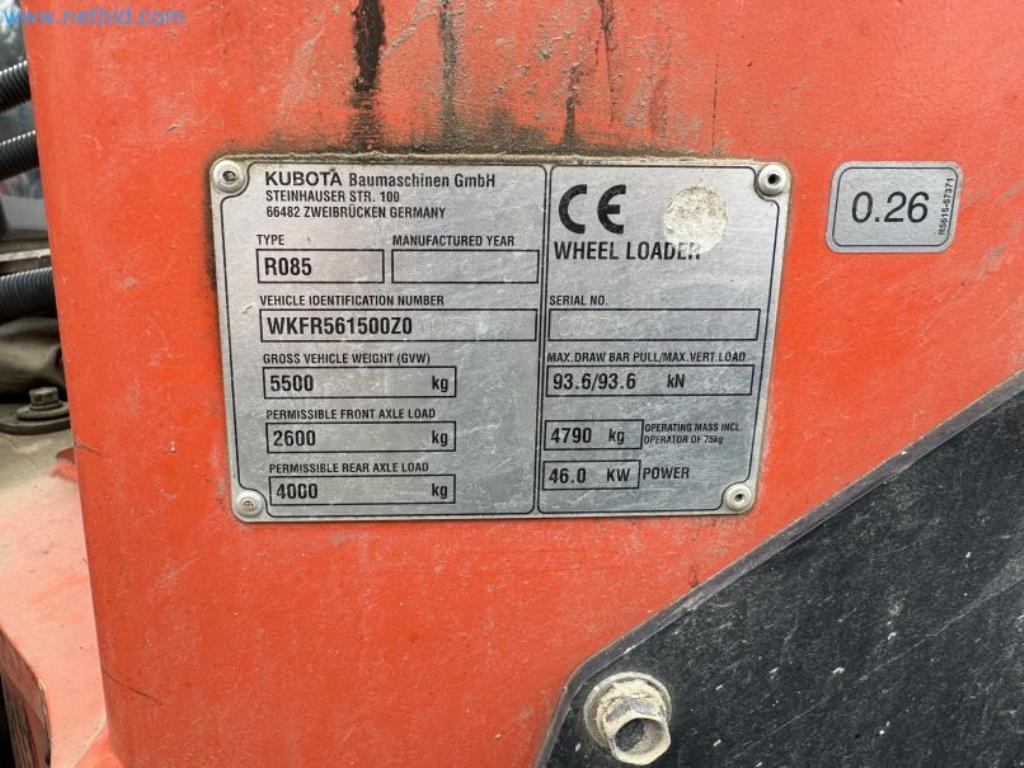 www.netbid.com
KUBOTA Baumaschinen GmbH
STEINHAUSER STR. 100
66482 ZWEIBRÜCKEN GERMANY
TYPE
R085
MANUFACTURED YEAR
VEHICLE IDENTIFICATION NUMBER
WKFR561500Z0
GROSS VEHICLE WEIGHT (GVW)
5500 kg
PERMISSIBLE FRONT AXLE LOAD
2600 kg
PERMISSIBLE REAR AXLE LOAD
4000 kg
CE
WHEEL LOADER
SERIAL NO.
MAX. DRAW BAR PULL/MAX. VERT. LOAD
93.6/93.6 kN
4790 kg OPERATING MASS INCL.
OPERATOR OF 75kg
46.0 KW POWER
0.26
R5615-57371